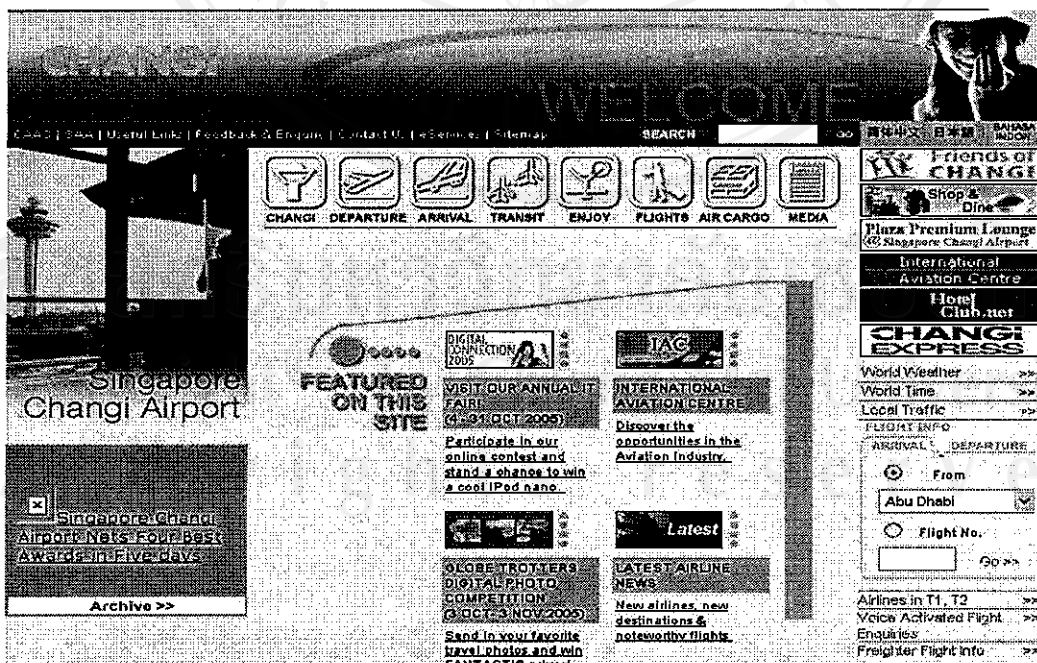 CHANGi
WELCOME
CAAS | SAA | Useful Links | Feedback & Enquiry | Contact Us | eServices | Sitemap
SEARCH
GO
简体中文
日本語
BAHASA
INDON
CHANGI
DEPARTURE
ARRIVAL
TRANSIT
ENJOY
FLIGHTS
AIR CARGO
MEDIA
Friends of
CHANGI
Shop &
Dine
Plaza Premium Lounge
Singapore Changi Airport
International
Aviation Centre
Hotel
Club.net
CHANGi
EXPRESS
World Weather >>
World Time >>
Local Traffic >>
FLIGHT INFO
ARRIVAL
DEPARTURE
From
Abu Dhabi
Flight No.
Go >>
Airlines in T1, T2 >>
Voice Activated Flight >>
Enquiries
Freighter Flight Info >>
Singapore
Changi Airport
Singapore Changi
Airport Nets Four Best
Awards in Five days
Archive >>
FEATURED
ON THIS
SITE
DIGITAL
CONNECTION
2005
VISIT OUR ANNUAL IT
FAIR!
(4 -31 OCT 2005)
Participate in our
online contest and
stand a chance to win
a cool iPod nano.
IAC
INTERNATIONAL
AVIATION CENTRE
Discover the
opportunities in the
Aviation Industry.
GLOBE TROTTERS
DIGITAL PHOTO
COMPETITION
(3 OCT-3 NOV 2005)
Send in your favorite
travel photos and win
Latest
LATEST AIRLINE
NEWS
New airlines, new
destinations &
noteworthy flights.